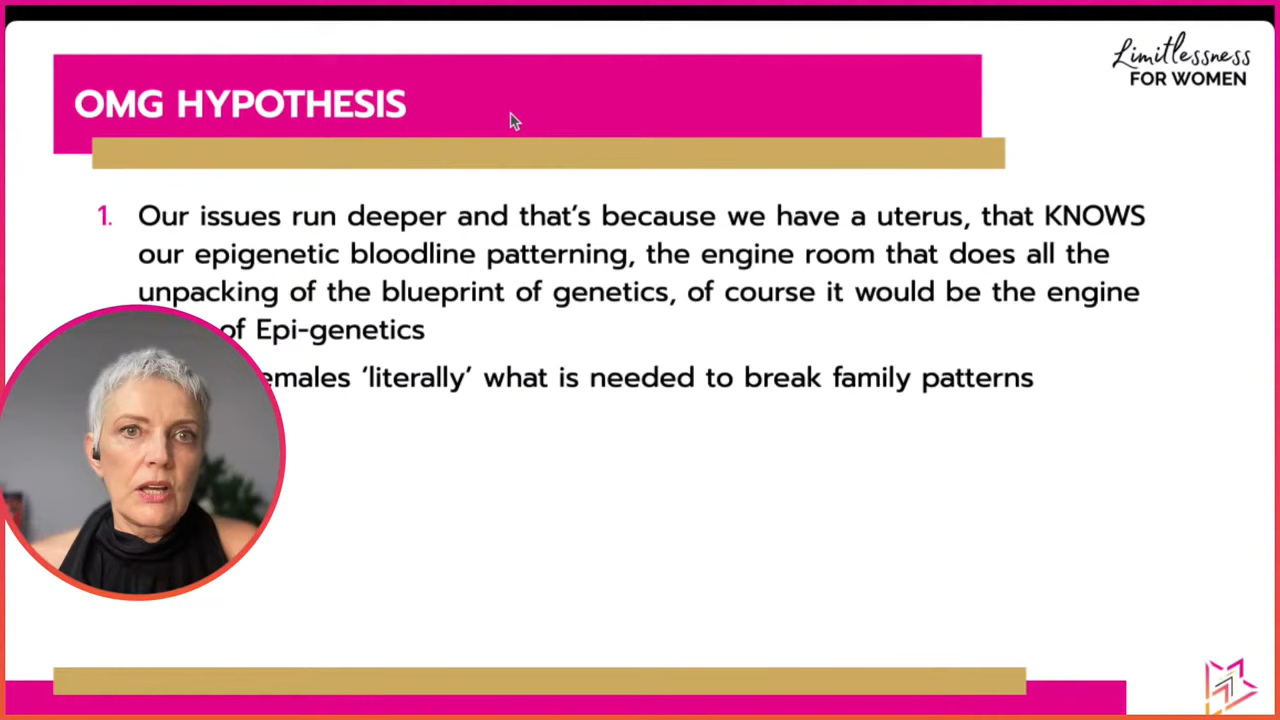 Limitlessness
FOR WOMEN
OMG HYPOTHESIS
1. Our issues run deeper and that's because we have a uterus, that KNOWS
our epigenetic bloodline patterning, the engine room that does all the
unpacking of the blueprint of genetics, of course it would be the engine
of Epi-genetics
‘literally’ what is needed to break family patterns